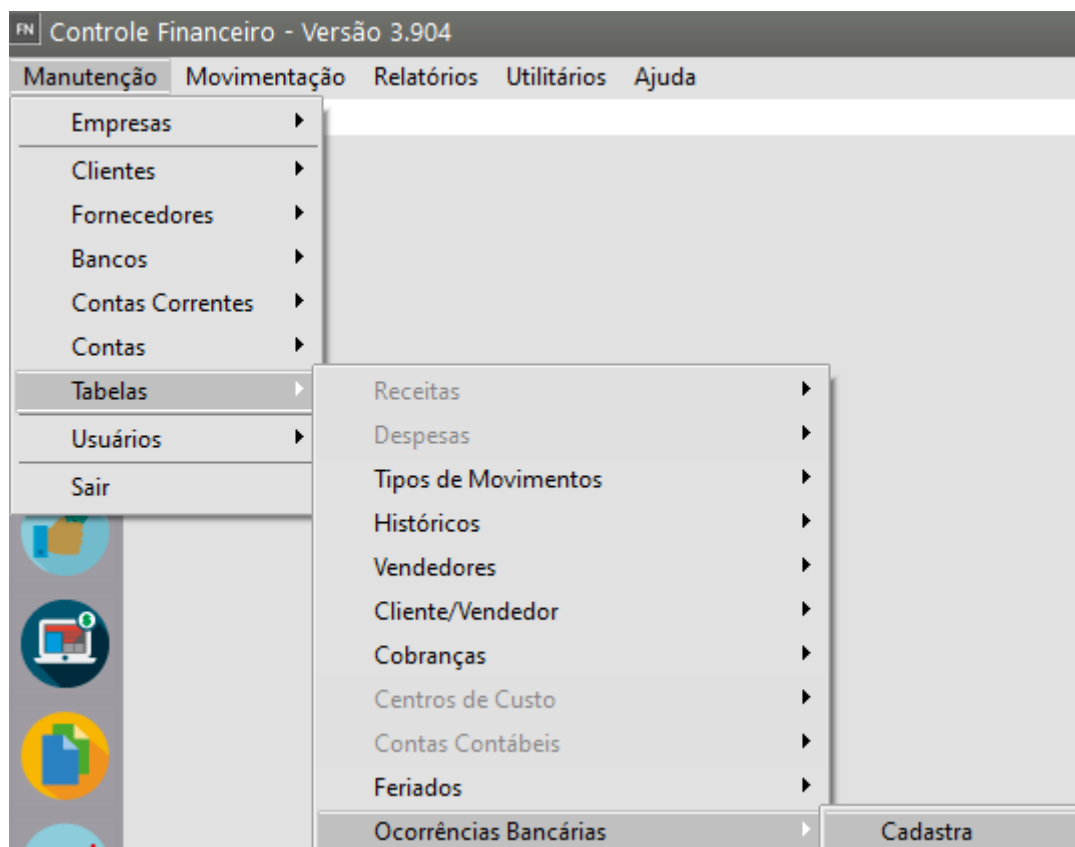 FN Controle Financeiro - Versão 3.904
Manutenção Movimentação Relatórios Utilitários Ajuda
Empresas
Clientes
Fornecedores
Bancos
Contas Correntes
Contas
Tabelas
Usuários
Sair
Receitas
Despesas
Tipos de Movimentos
Históricos
Vendedores
Cliente/Vendedor
Cobranças
Centros de Custo
Contas Contábeis
Feriados
Ocorrências Bancárias
Cadastra